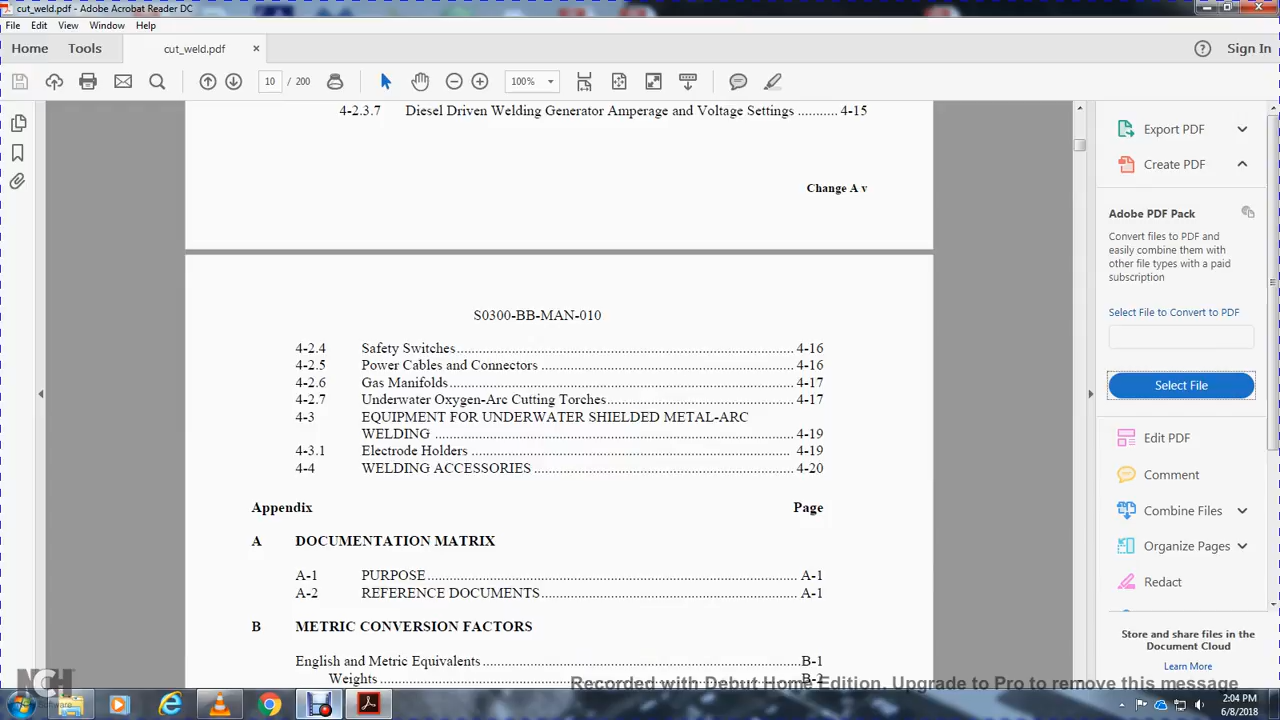 cut_weld.pdf - Adobe Acrobat Reader DC
File Edit View Window Help
Home Tools cut_weld.pdf × Sign In
10 / 200 100%
4-2.3.7 Diesel Driven Welding Generator Amperage and Voltage Settings ........... 4-15
Change A v
S0300-BB-MAN-010
4-2.4 Safety Switches.................................................................................... 4-16
4-2.5 Power Cables and Connectors ............................................................... 4-16
4-2.6 Gas Manifolds...................................................................................... 4-17
4-2.7 Underwater Oxygen-Arc Cutting Torches............................................... 4-17
4-3 EQUIPMENT FOR UNDERWATER SHIELDED METAL-ARC
WELDING .......................................................................................... 4-19
4-3.1 Electrode Holders ................................................................................ 4-19
4-4 WELDING ACCESSORIES ................................................................. 4-20
Appendix Page
A DOCUMENTATION MATRIX
A-1 PURPOSE............................................................................................ A-1
A-2 REFERENCE DOCUMENTS................................................................ A-1
B METRIC CONVERSION FACTORS
English and Metric Equivalents................................................................................B-1
Weights.........................................................................................................B-2
Export PDF
Create PDF
Adobe PDF Pack
Convert files to PDF and
easily combine them with
other file types with a paid
subscription
Select File to Convert to PDF
Select File
Edit PDF
Comment
Combine Files
Organize Pages
Redact
Store and share files in the
Document Cloud
Learn More
NCH
Software
Recorded with Debut Home Edition. Upgrade to Pro to remove this message
2:04 PM
6/8/2018